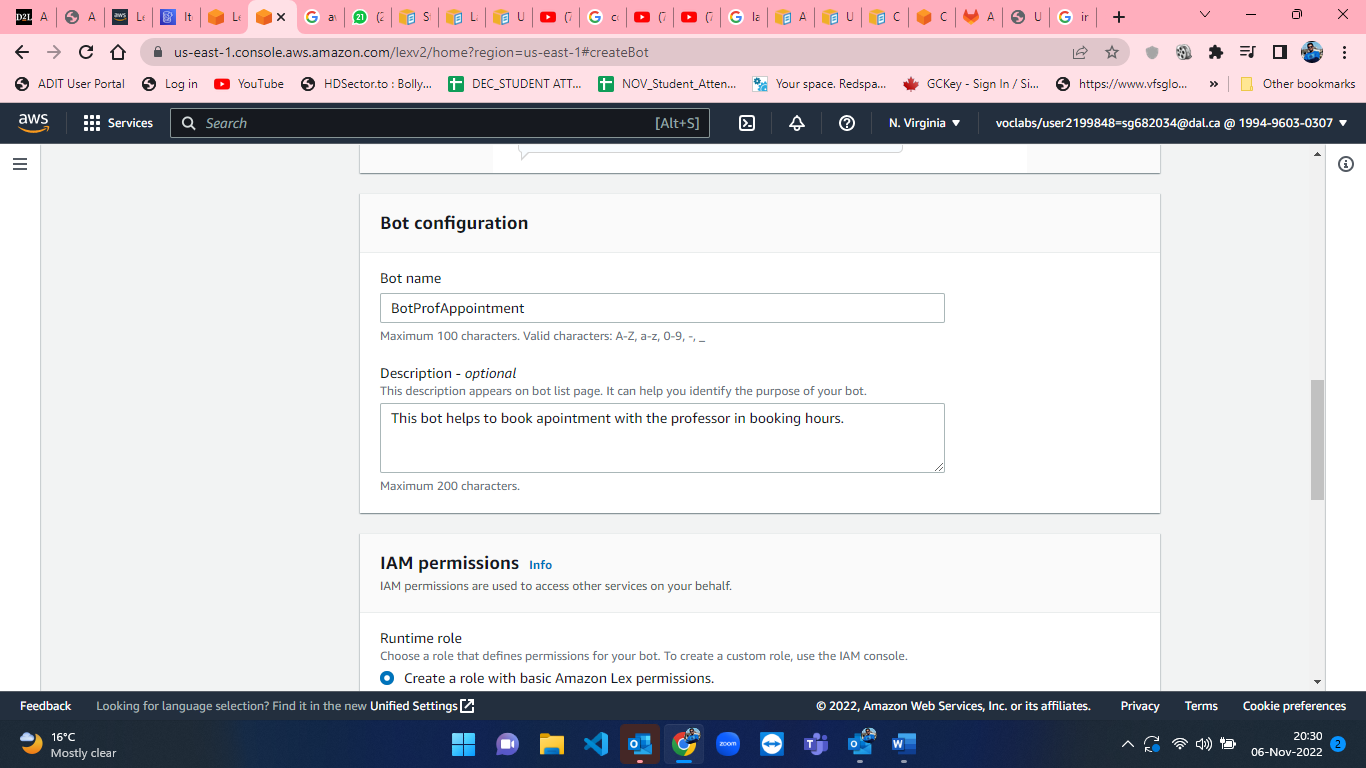 D2L A
A
aws Le
Ite
Le
G av
(2
S
La
U
(7
G co
(7
(7
G la
A
U
C
C
A
U
G ir
us-east-1.console.aws.amazon.com/lexv2/home?region=us-east-1#createBot
ADIT User Portal
Log in
YouTube
HDSector.to : Bolly...
DEC_STUDENT ATT...
NOV_Student_Atten...
Your space. Redspa...
GCKey - Sign In / Si...
https://www.vfsglo...
»
Other bookmarks
aws
Services
Search
[Alt+S]
N. Virginia
voclabs/user2199848=sg682034@dal.ca @ 1994-9603-0307
Bot configuration
Bot name
BotProfAppointment
Maximum 100 characters. Valid characters: A-Z, a-z, 0-9, -, _
Description - optional
This description appears on bot list page. It can help you identify the purpose of your bot.
This bot helps to book apointment with the professor in booking hours.
Maximum 200 characters.
IAM permissions Info
IAM permissions are used to access other services on your behalf.
Runtime role
Choose a role that defines permissions for your bot. To create a custom role, use the IAM console.
Create a role with basic Amazon Lex permissions.
Feedback
Looking for language selection? Find it in the new Unified Settings
© 2022, Amazon Web Services, Inc. or its affiliates.
Privacy
Terms
Cookie preferences
16°C
Mostly clear
zoom
20:30
06-Nov-2022
2